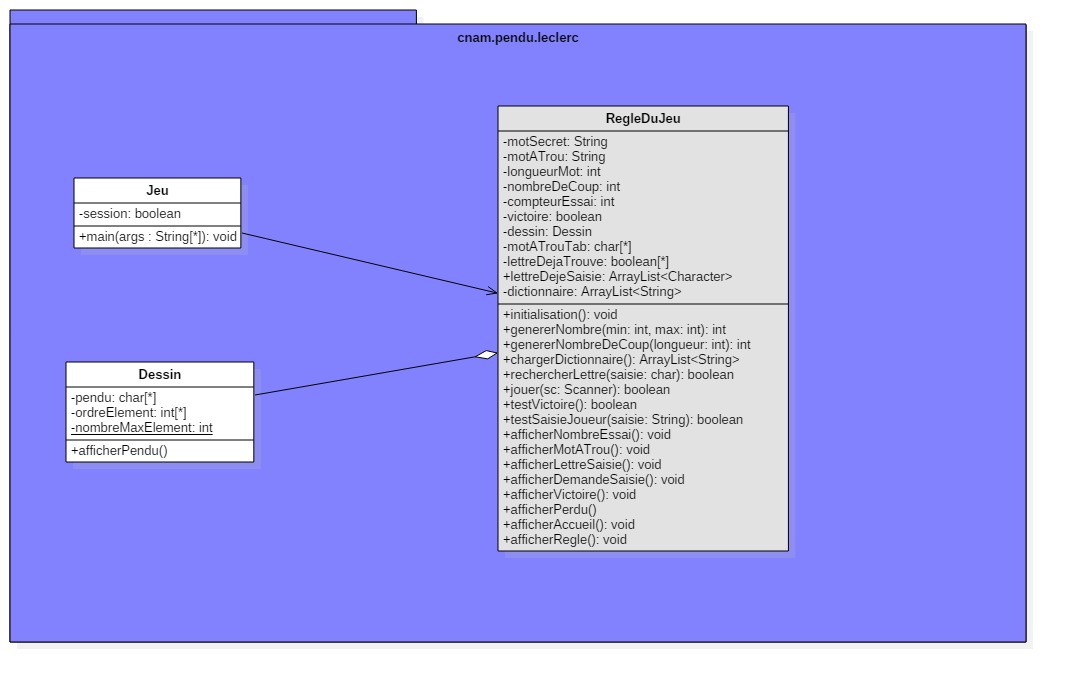 cnam.pendu.leclerc
Jeu
-session: boolean
+main(args : String[*]): void
Dessin
-pendu: char[*]
-ordreElement: int[*]
-nombreMaxElement: int
+afficherPendu()
RegleDuJeu
-motSecret: String
-motATrou: String
-longueurMot: int
-nombreDeCoup: int
-compteurEssai: int
-victoire: boolean
-dessin: Dessin
-motATrouTab: char[*]
-lettreDejaTrouve: boolean[*]
+lettreDejeSaisie: ArrayList<Character>
-dictionnaire: ArrayList<String>
+initialisation(): void
+genererNombre(min: int, max: int): int
+genererNombreDeCoup(longueur: int): int
+chargerDictionnaire(): ArrayList<String>
+rechercherLettre(saisie: char): boolean
+jouer(sc: Scanner): boolean
+testVictoire(): boolean
+testSaisieJoueur(saisie: String): boolean
+afficherNombreEssai(): void
+afficherMotATrou(): void
+afficherLettreSaisie(): void
+afficherDemandeSaisie(): void
+afficherVictoire(): void
+afficherPerdu()
+afficherAccueil(): void
+afficherRegle(): void